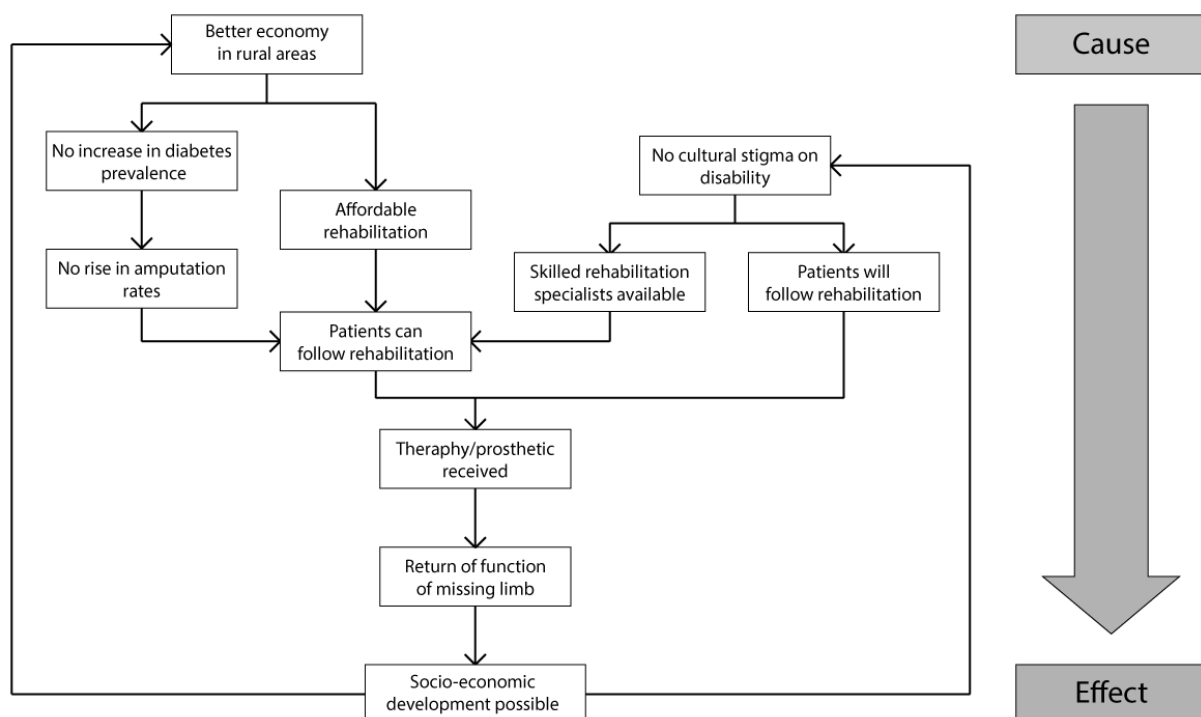 Better economy
in rural areas
Cause
No increase in diabetes
prevalence
No cultural stigma on
disability
Affordable
rehabilitation
No rise in amputation
rates
Skilled rehabilitation
specialists available
Patients will
follow rehabilitation
Patients can
follow rehabilitation
Theraphy/prosthetic
received
Return of function
of missing limb
Socio-economic
development possible
Effect